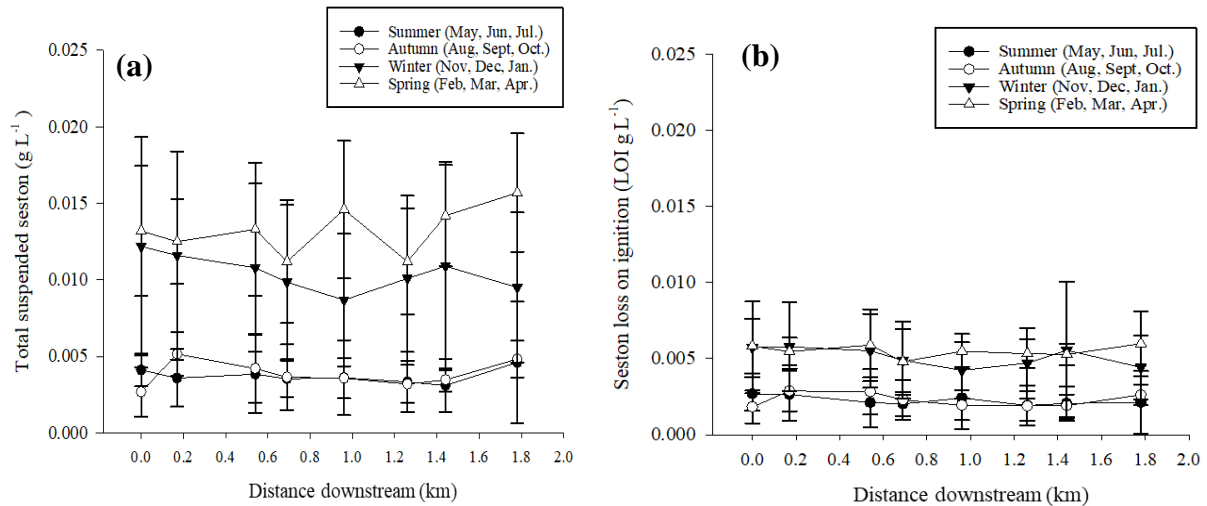 (a)
Summer (May, Jun, Jul.)
Autumn (Aug, Sept, Oct.)
Winter (Nov, Dec, Jan.)
Spring (Feb, Mar, Apr.)
Total suspended seston (g L⁻¹)
0.025
0.020
0.015
0.010
0.005
0.000
0.0 0.2 0.4 0.6 0.8 1.0 1.2 1.4 1.6 1.8 2.0
Distance downstream (km)
(b)
Summer (May, Jun, Jul.)
Autumn (Aug, Sept, Oct.)
Winter (Nov, Dec, Jan.)
Spring (Feb, Mar, Apr.)
Seston loss on ignition (LOI g L⁻¹)
0.025
0.020
0.015
0.010
0.005
0.000
0.0 0.2 0.4 0.6 0.8 1.0 1.2 1.4 1.6 1.8 2.0
Distance downstream (km)